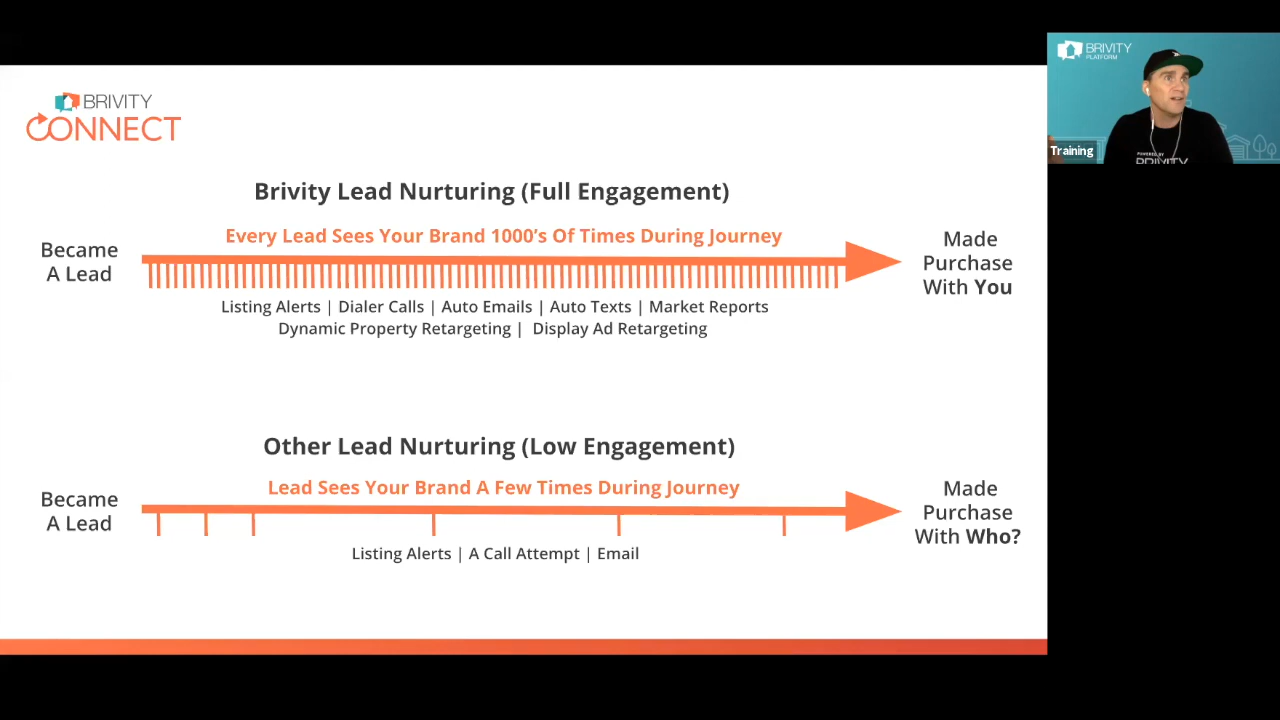 BRIVITY
CONNECT
Brivity Lead Nurturing (Full Engagement)
Every Lead Sees Your Brand 1000's Of Times During Journey
Became
A Lead
Made
Purchase
With You
Listing Alerts | Dialer Calls | Auto Emails | Auto Texts | Market Reports
Dynamic Property Retargeting | Display Ad Retargeting
Other Lead Nurturing (Low Engagement)
Lead Sees Your Brand A Few Times During Journey
Became
A Lead
Made
Purchase
With Who?
Listing Alerts | A Call Attempt | Email
BRIVITY
PLATFORM
Training
POWERED BY
BRIVITY